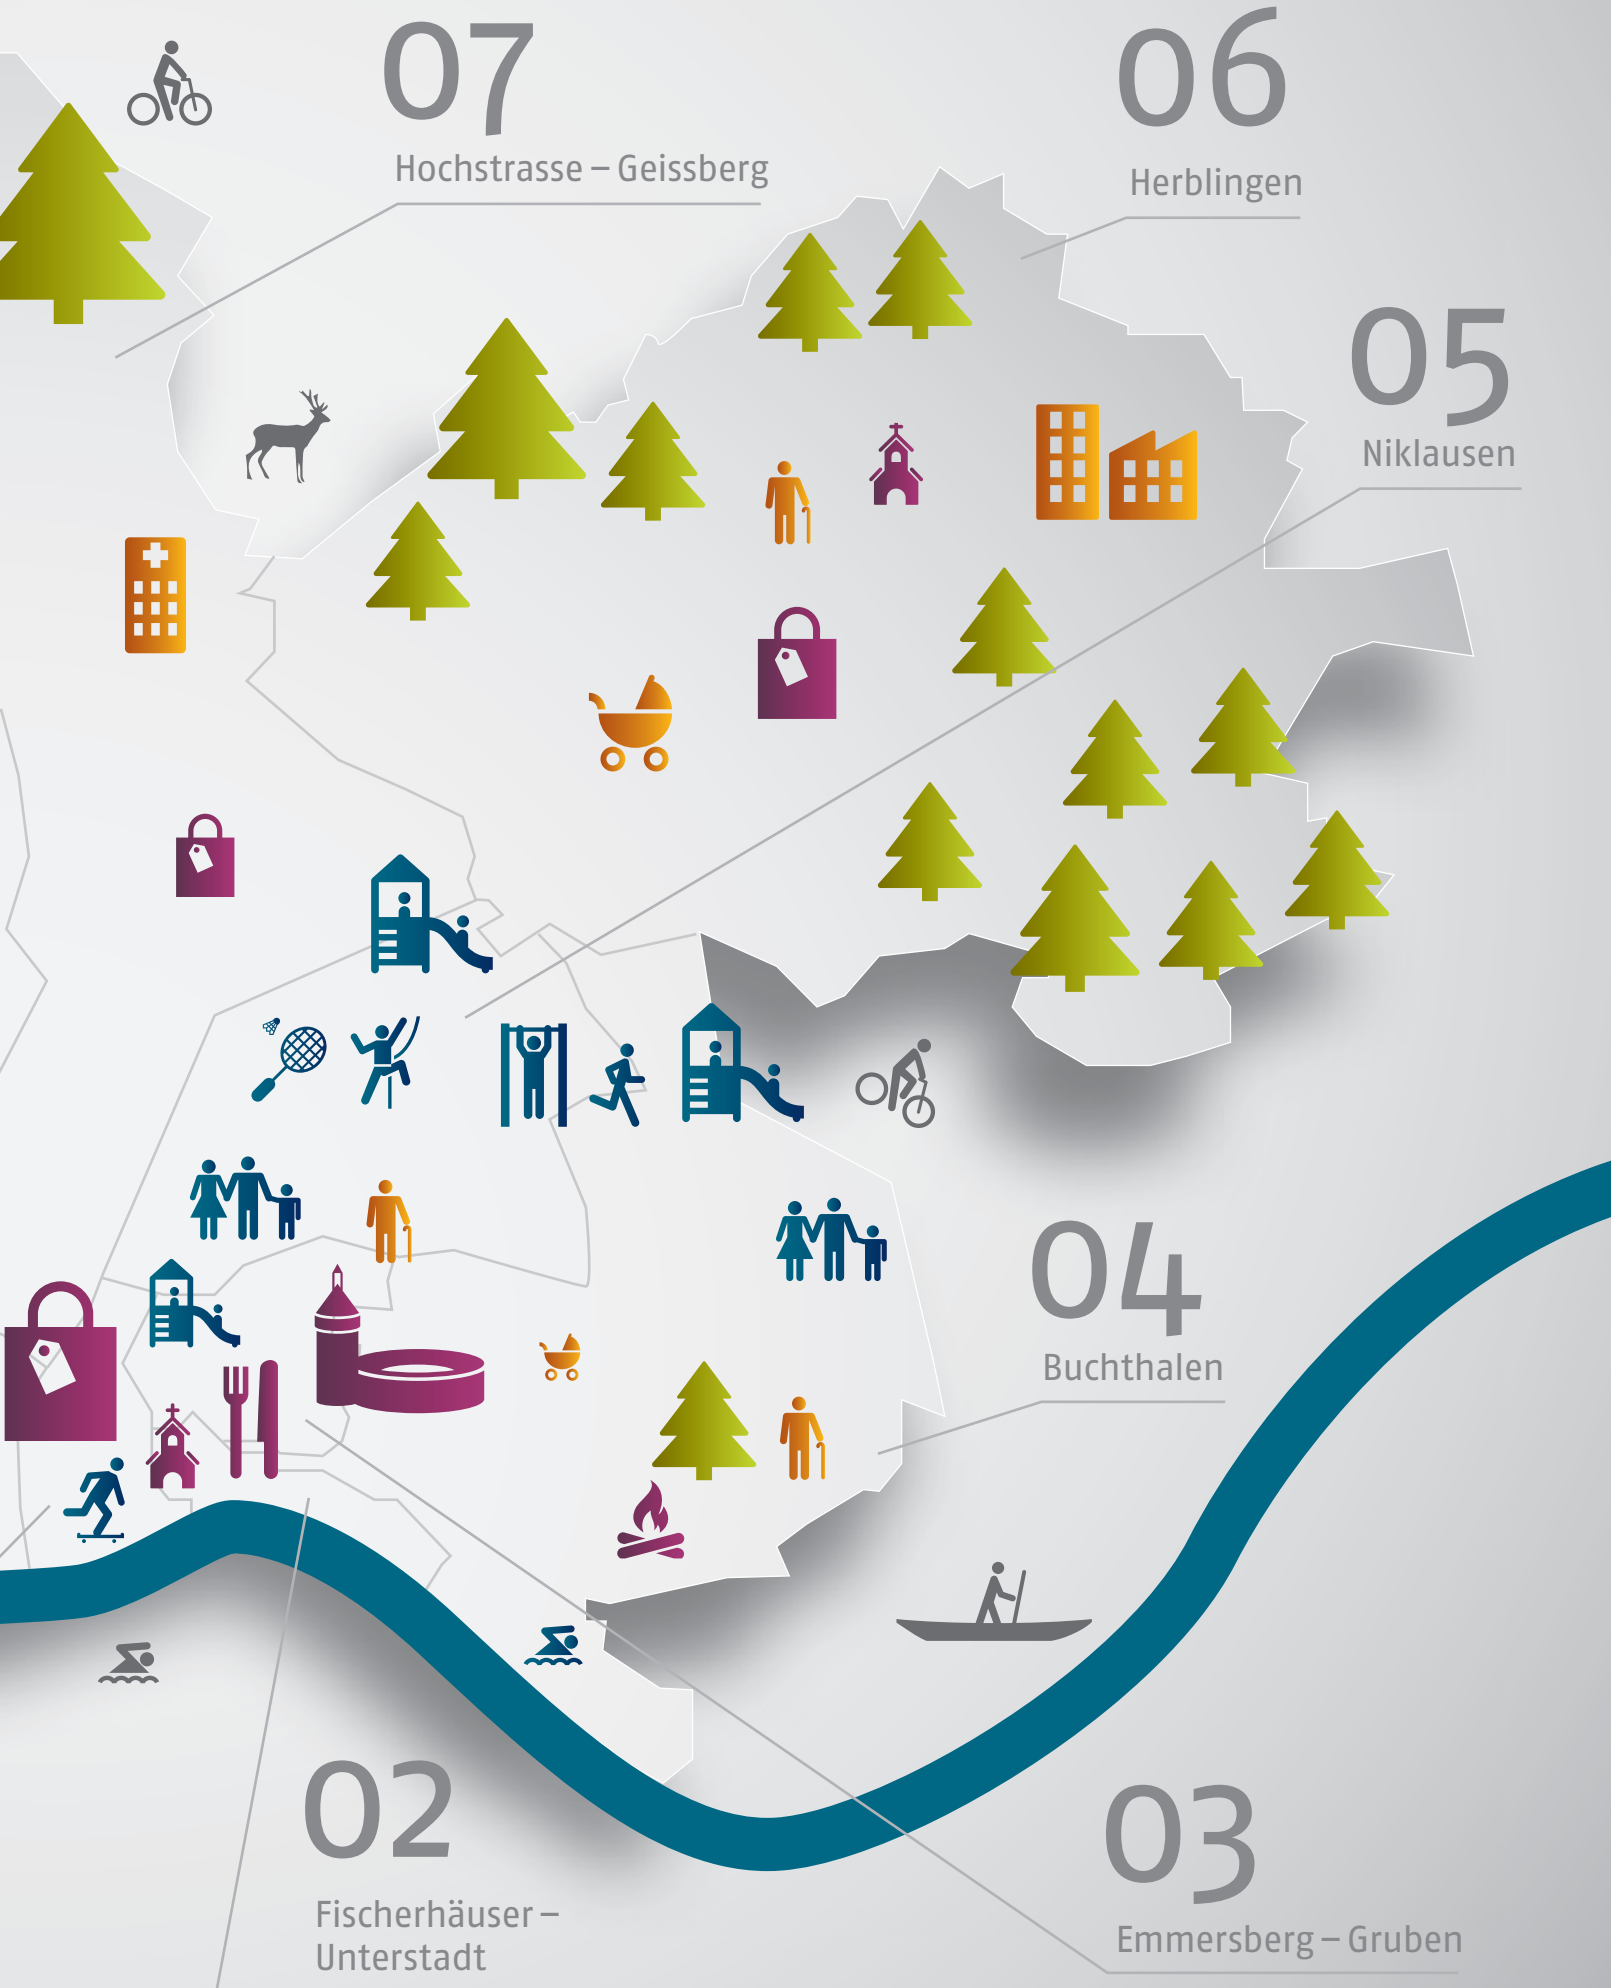 07
Hochstrasse – Geissberg
06
Herblingen
05
Niklausen
04
Buchthalen
02
Fischerhäuser –
Unterstadt
03
Emmersberg – Gruben